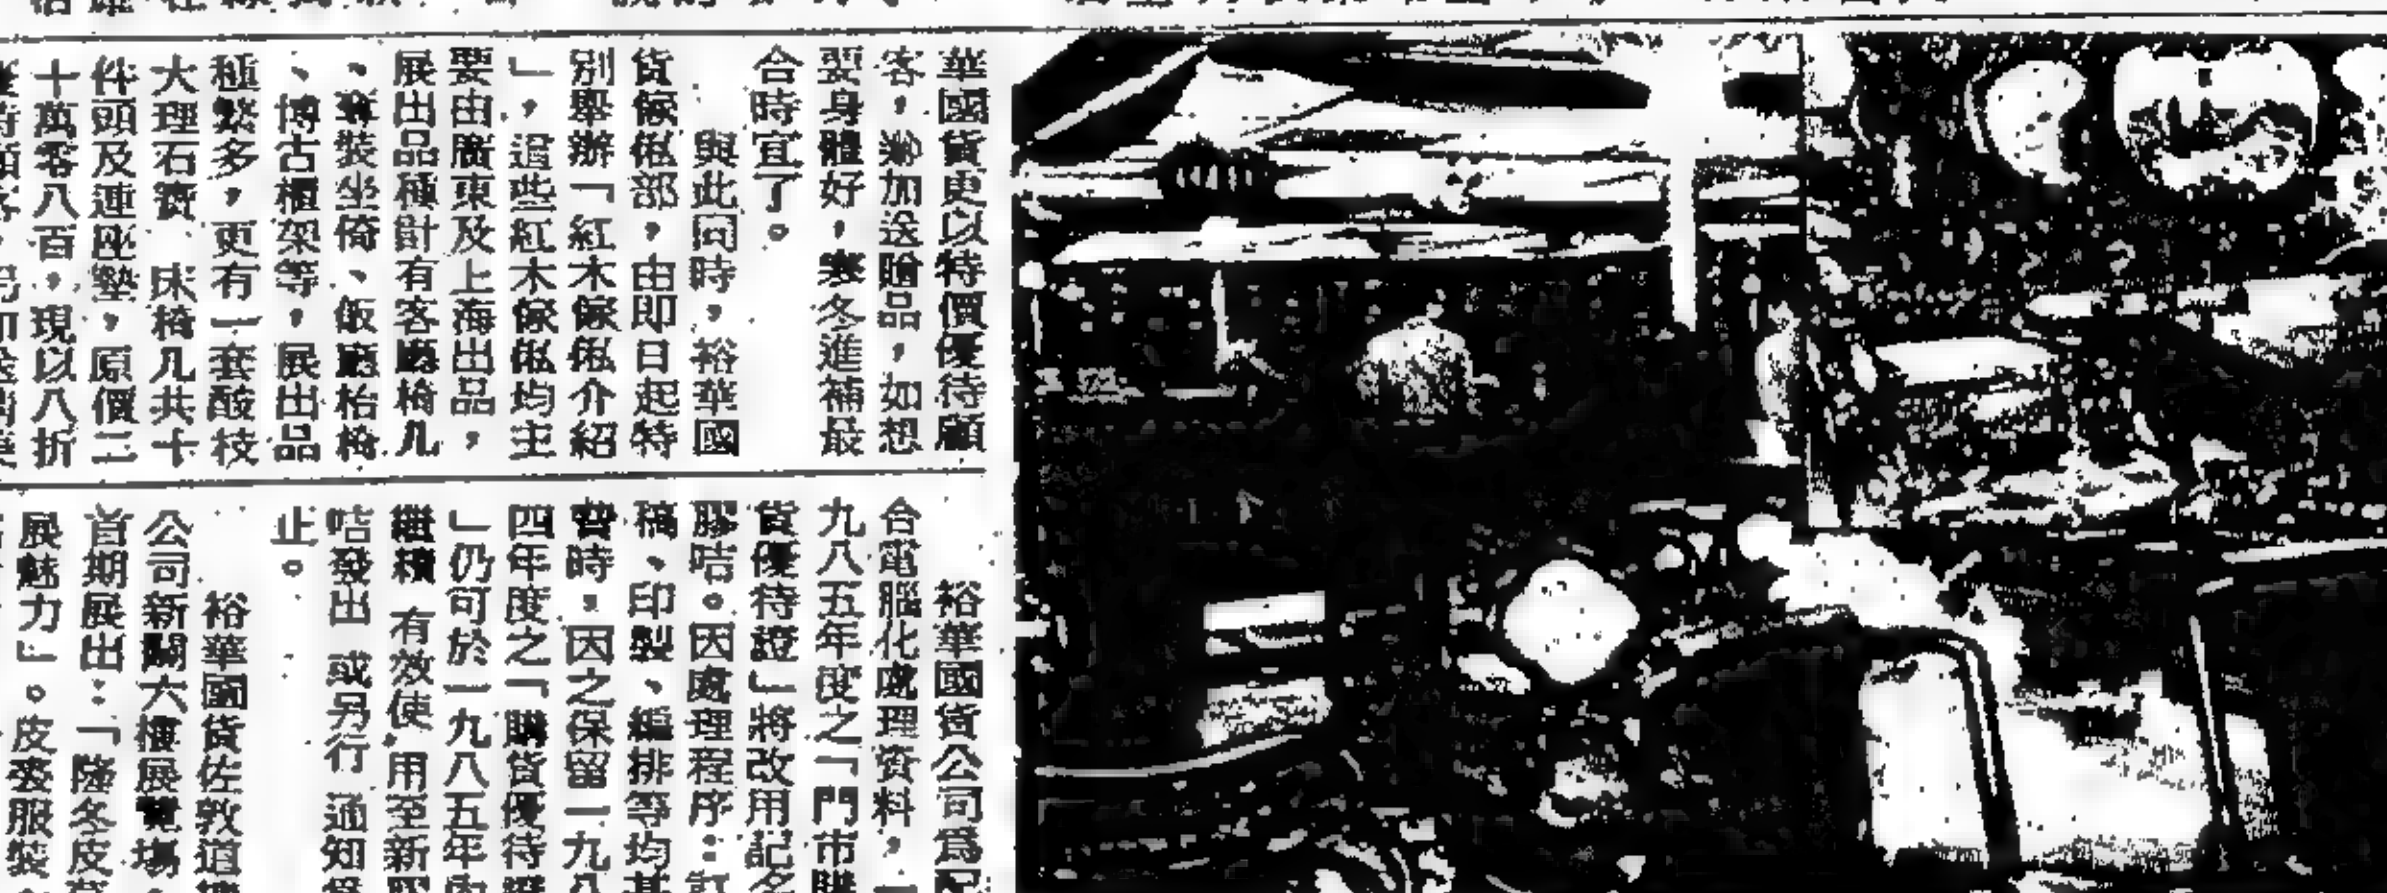 華國貨更以特價優待顧
客，兼加送贈品，如想
要身體好，寒冬進補最
合時宜了。
與此同時，裕華國
貨傢俬部，由即日起特
別舉辦「紅木傢俬介紹
」，這些紅木傢俬均主
要由廣東及上海出品，
展出品種計有客廳椅几
、套裝坐倚、飯廳枱椅
、博古櫃架等，展出品
種繁多，更有一套酸枝
大理石寶 床椅几共十
件頭及連座墊，原價二
十萬零八百，現以八折
裕華國貨公司為配
合電腦化處理資料，一
九八五年度之「門市購
貨優待證」將改用記名
膠咭。因處理程序：訂
稿、印製、編排等均甚
費時，因之保留一九八
四年度之「購貨優待證
」仍可於一九八五年內
繼續 有效使用至新膠
咭發出 或另行 通知為
止。
裕華國貨佐敦道
公司新闢六樓展覽場
首期展出：「隆冬皮草
展魅力」。皮裘服裝